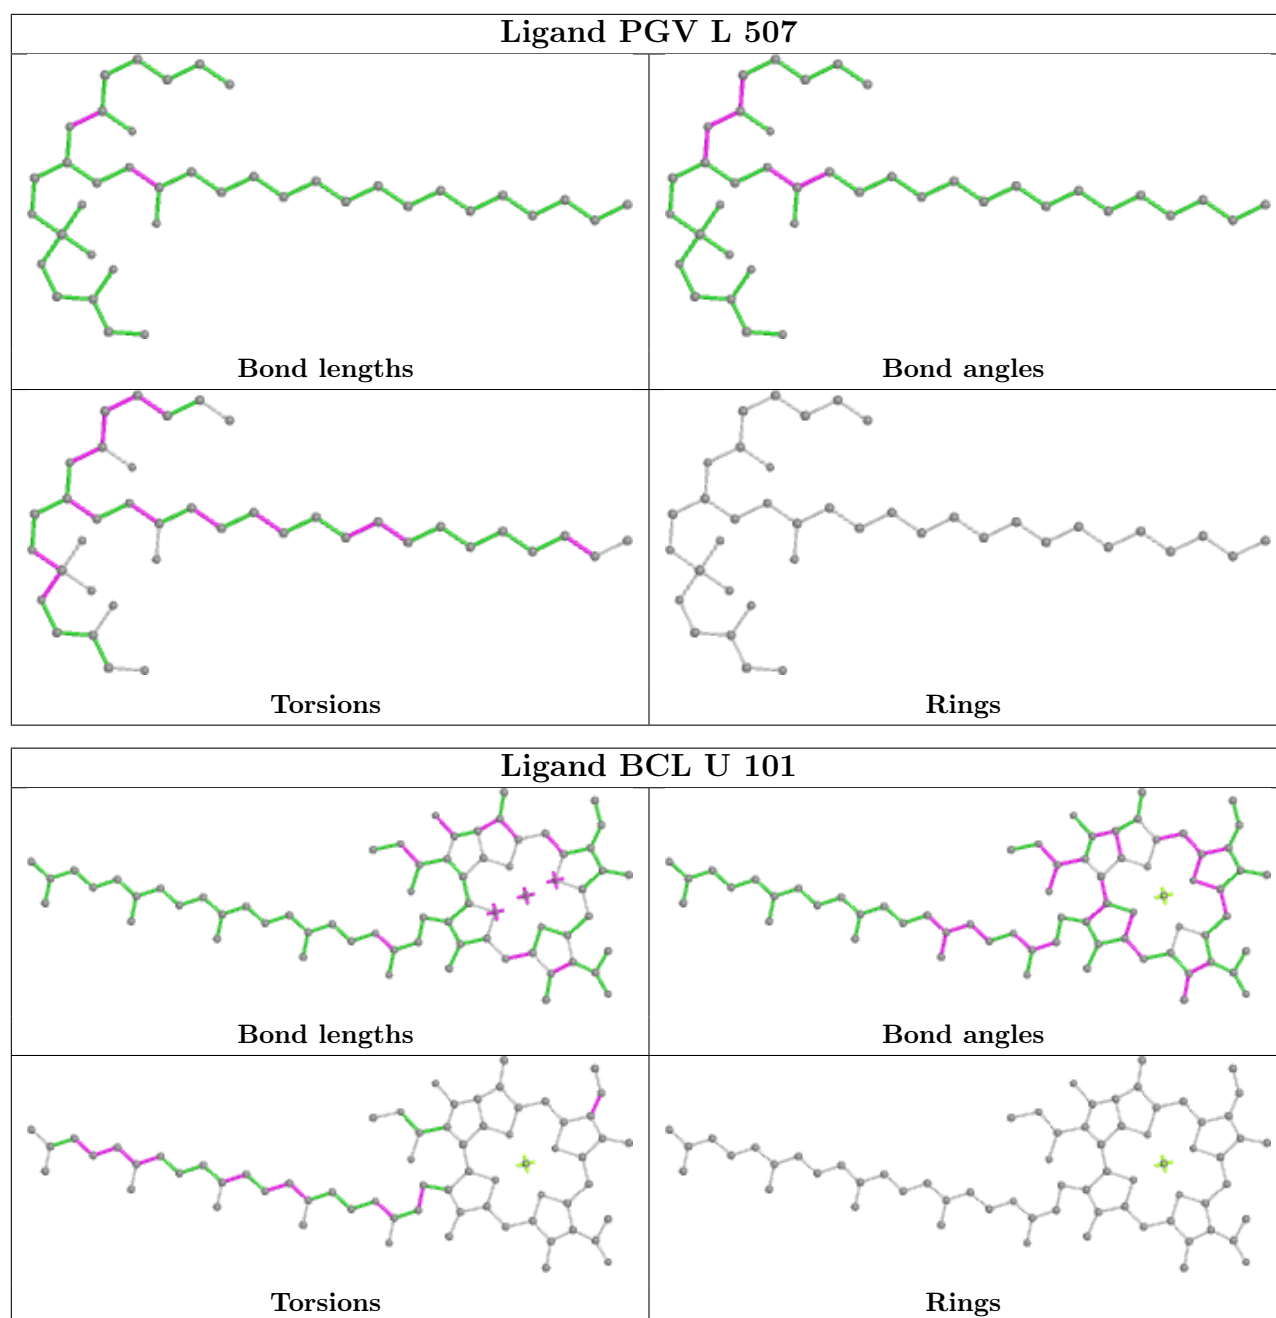 Ligand PGV L 507
Bond lengths
Bond angles
Torsions
Rings
Ligand BCL U 101
Bond lengths
Bond angles
Torsions
Rings